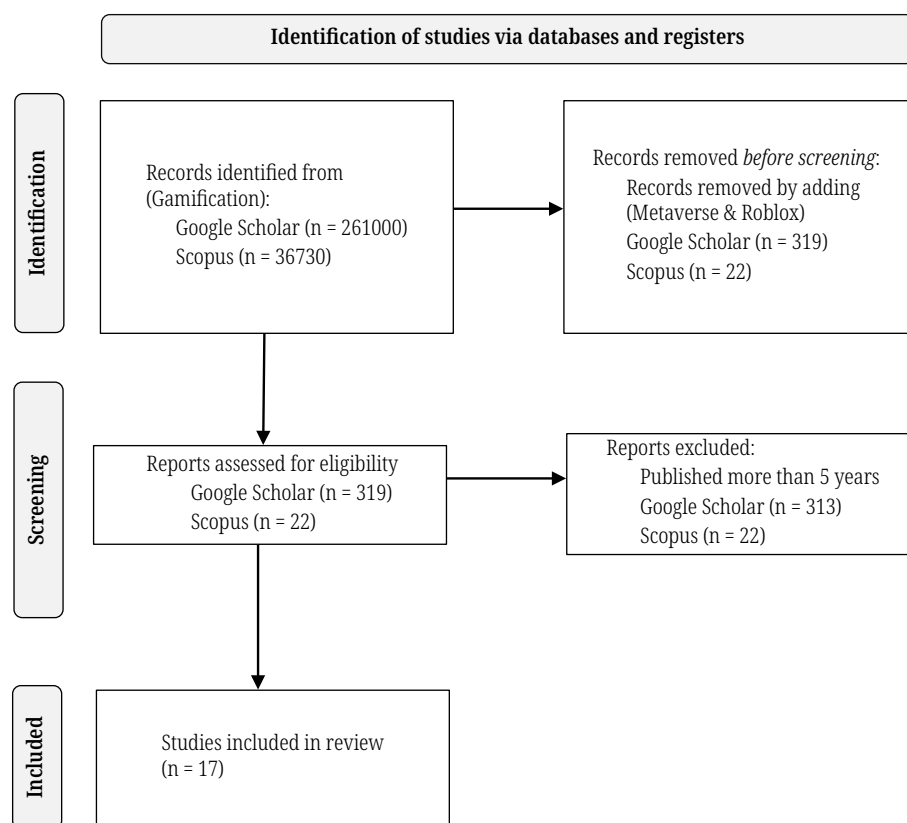 Identification of studies via databases and registers
Identification
Records identified from
(Gamification):
Google Scholar (n = 261000)
Scopus (n = 36730)
Records removed before screening:
Records removed by adding
(Metaverse & Roblox)
Google Scholar (n = 319)
Scopus (n = 22)
Screening
Reports assessed for eligibility
Google Scholar (n = 319)
Scopus (n = 22)
Reports excluded:
Published more than 5 years
Google Scholar (n = 313)
Scopus (n = 22)
Included
Studies included in review
(n = 17)